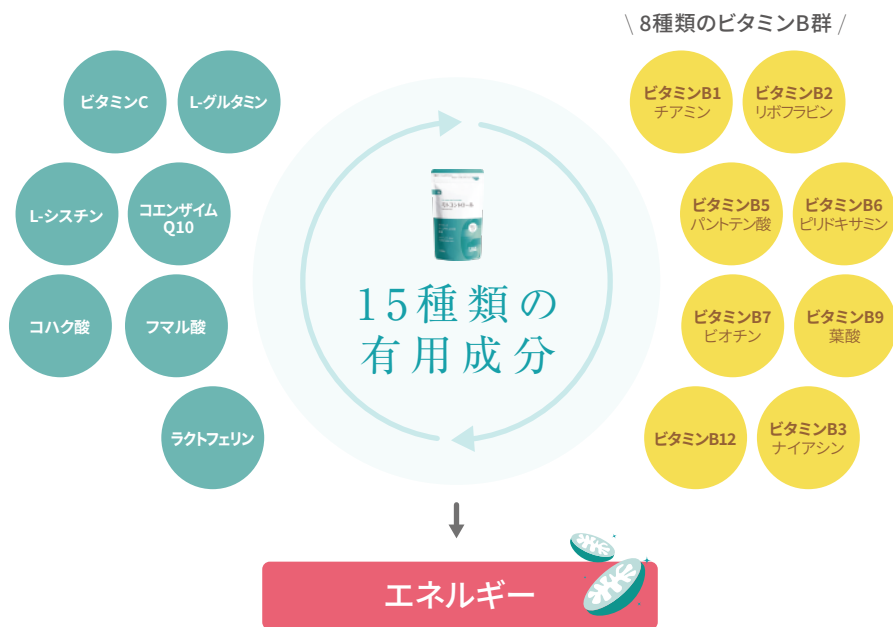 \ 8種類のビタミンB群 /
ビタミンC
L-グルタミン
L-シスチン
コエンザイム
Q10
コハク酸
フマル酸
ラクトフェリン
15種類の
有用成分
ビタミンB1
チアミン
ビタミンB2
リボフラビン
ビタミンB5
パントテン酸
ビタミンB6
ピリドキサミン
ビタミンB7
ビオチン
ビタミンB9
葉酸
ビタミンB12
ビタミンB3
ナイアシン
エネルギー